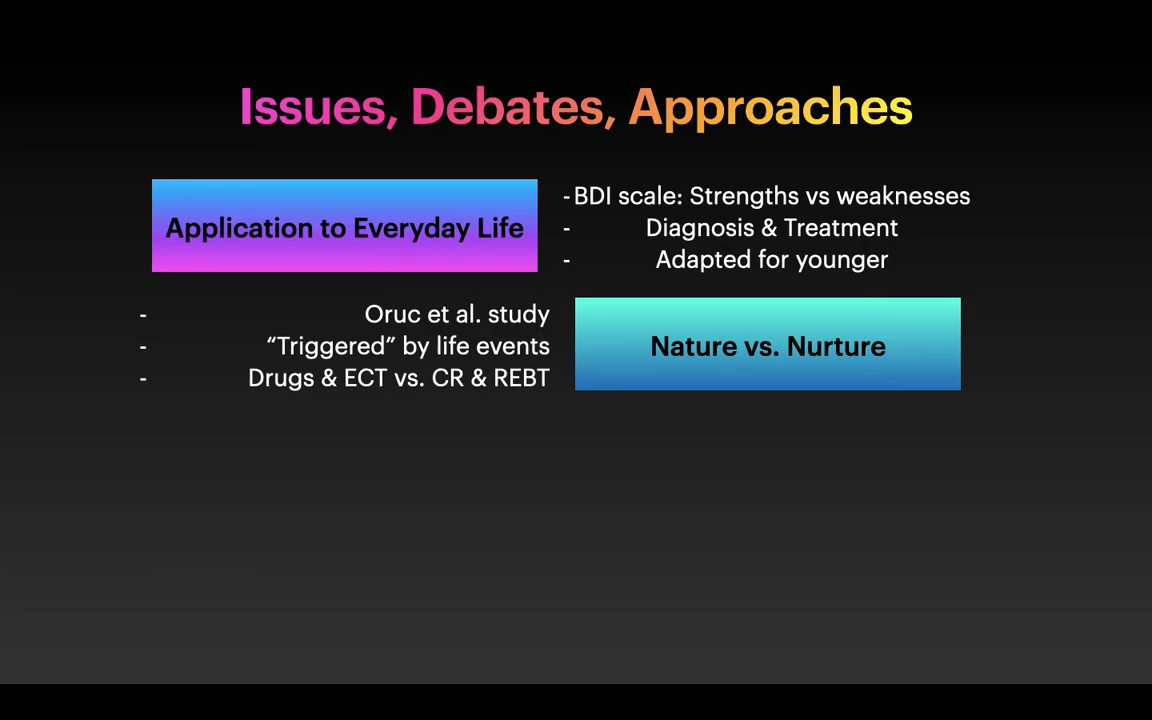 Issues, Debates, Approaches
Application to Everyday Life
-BDI scale: Strengths vs weaknesses
- Diagnosis & Treatment
- Adapted for younger
- Oruc et al. study
- “Triggered” by life events
- Drugs & ECT vs. CR & REBT
Nature vs. Nurture